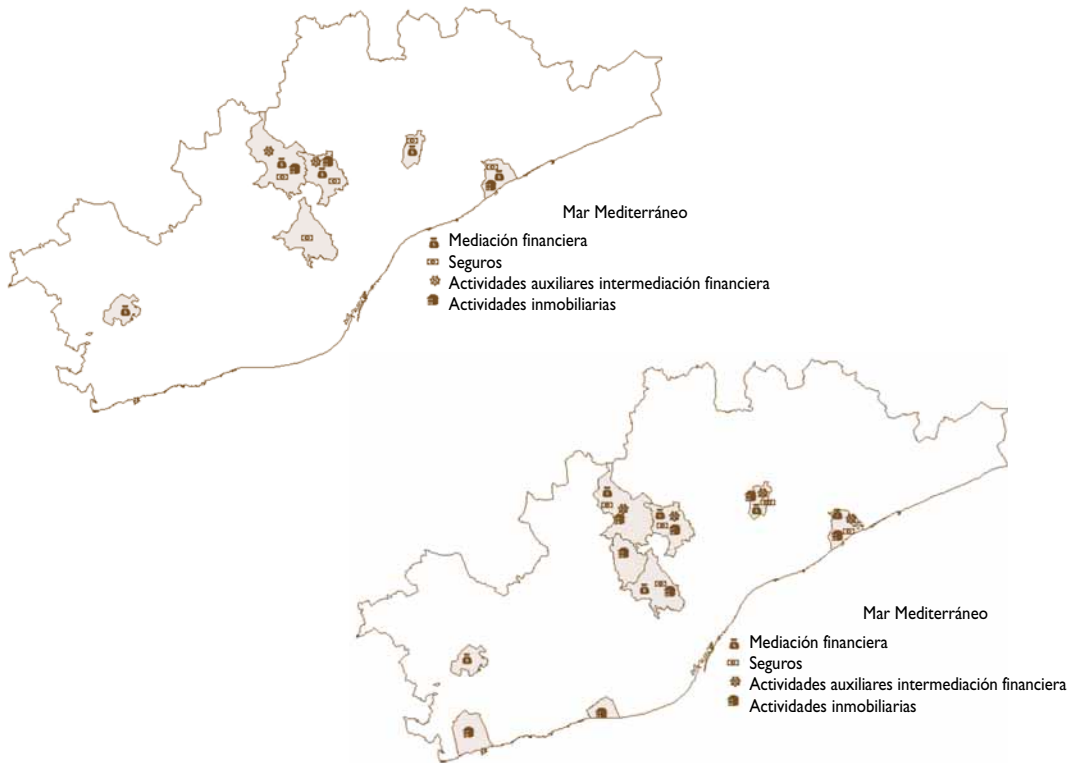 Mar Mediterráneo
Mediación financiera
Seguros
Actividades auxiliares intermediación financiera
Actividades inmobiliarias
Mar Mediterráneo
Mediación financiera
Seguros
Actividades auxiliares intermediación financiera
Actividades inmobiliarias